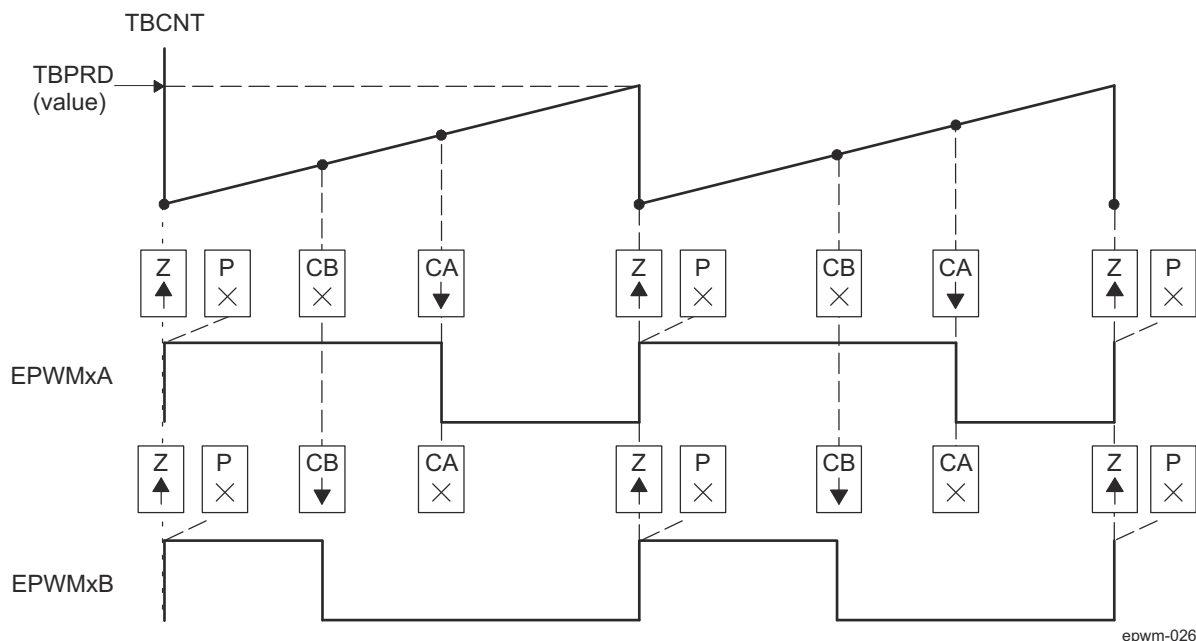 TBCNT
TBPRD
(value)
Z P CB CA Z P CB CA Z P
EPWMxA
Z P CB CA Z P CB CA Z P
EPWMxB
epwm-026